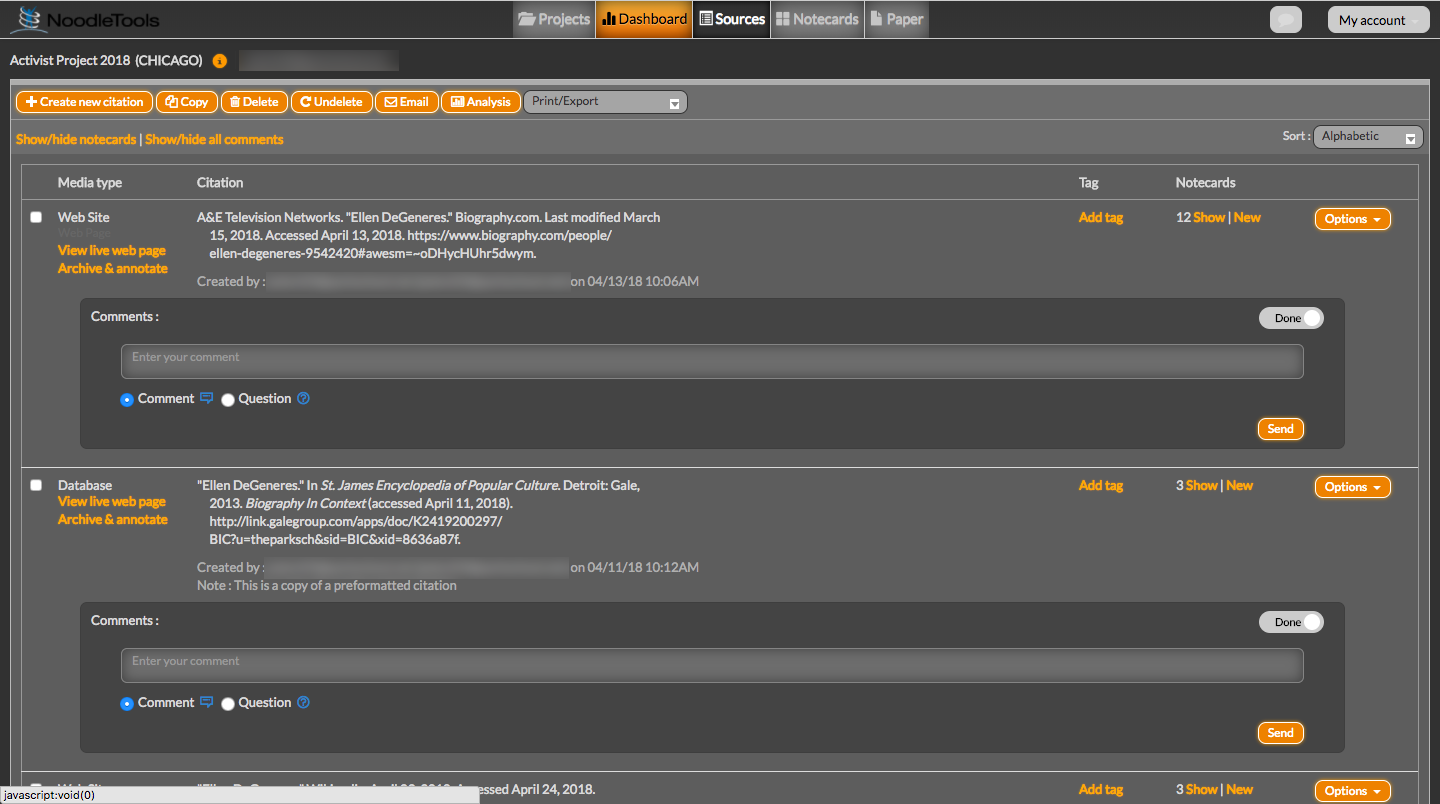 NoodleTools
Projects
Dashboard
Sources
Notecards
Paper
My account
Activist Project 2018 (CHICAGO)
Create new citation
Copy
Delete
Undelete
Email
Analysis
Print/Export
Show/hide notecards | Show/hide all comments
Sort : Alphabetic
Media type Citation Tag Notecards
Web Site
Web Page
View live web page
Archive & annotate
A&E Television Networks. "Ellen DeGeneres." Biography.com. Last modified March
15, 2018. Accessed April 13, 2018. https://www.biography.com/people/
ellen-degeneres-9542420#awesm=~oDHycHUhr5dwym.
Created by : on 04/13/18 10:06AM
Add tag
12 Show | New
Options
Comments :
Done
Enter your comment
Comment Question
Send
Database
View live web page
Archive & annotate
"Ellen DeGeneres." In St. James Encyclopedia of Popular Culture. Detroit: Gale,
2013. Biography In Context (accessed April 11, 2018).
http://link.galegroup.com/apps/doc/K2419200297/
BIC?u=theparksch&sid=BIC&xid=8636a87f.
Created by : on 04/11/18 10:12AM
Note : This is a copy of a preformatted citation
Add tag
3 Show | New
Options
Comments :
Done
Enter your comment
Comment Question
Send
April 24, 2018.
Add tag
3 Show | New
Options
javascript:void(0)